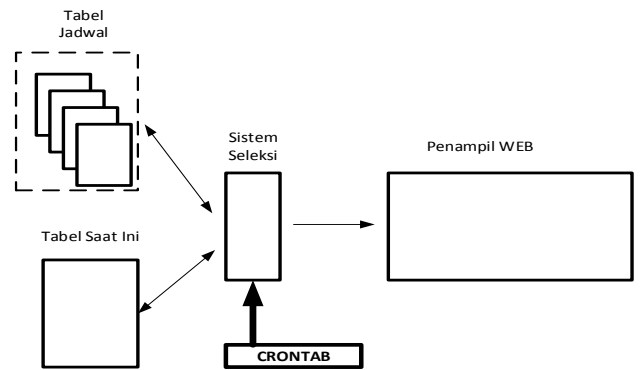 Tabel
Jadwal
Sistem
Seleksi
Penampil WEB
Tabel Saat Ini
CRONTAB